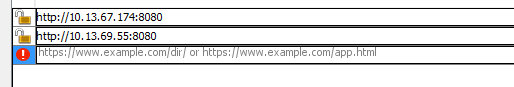 http://10.13.67.174:8080
http://10.13.69.55:8080
https://www.example.com/dir/ or https://www.example.com/app.html